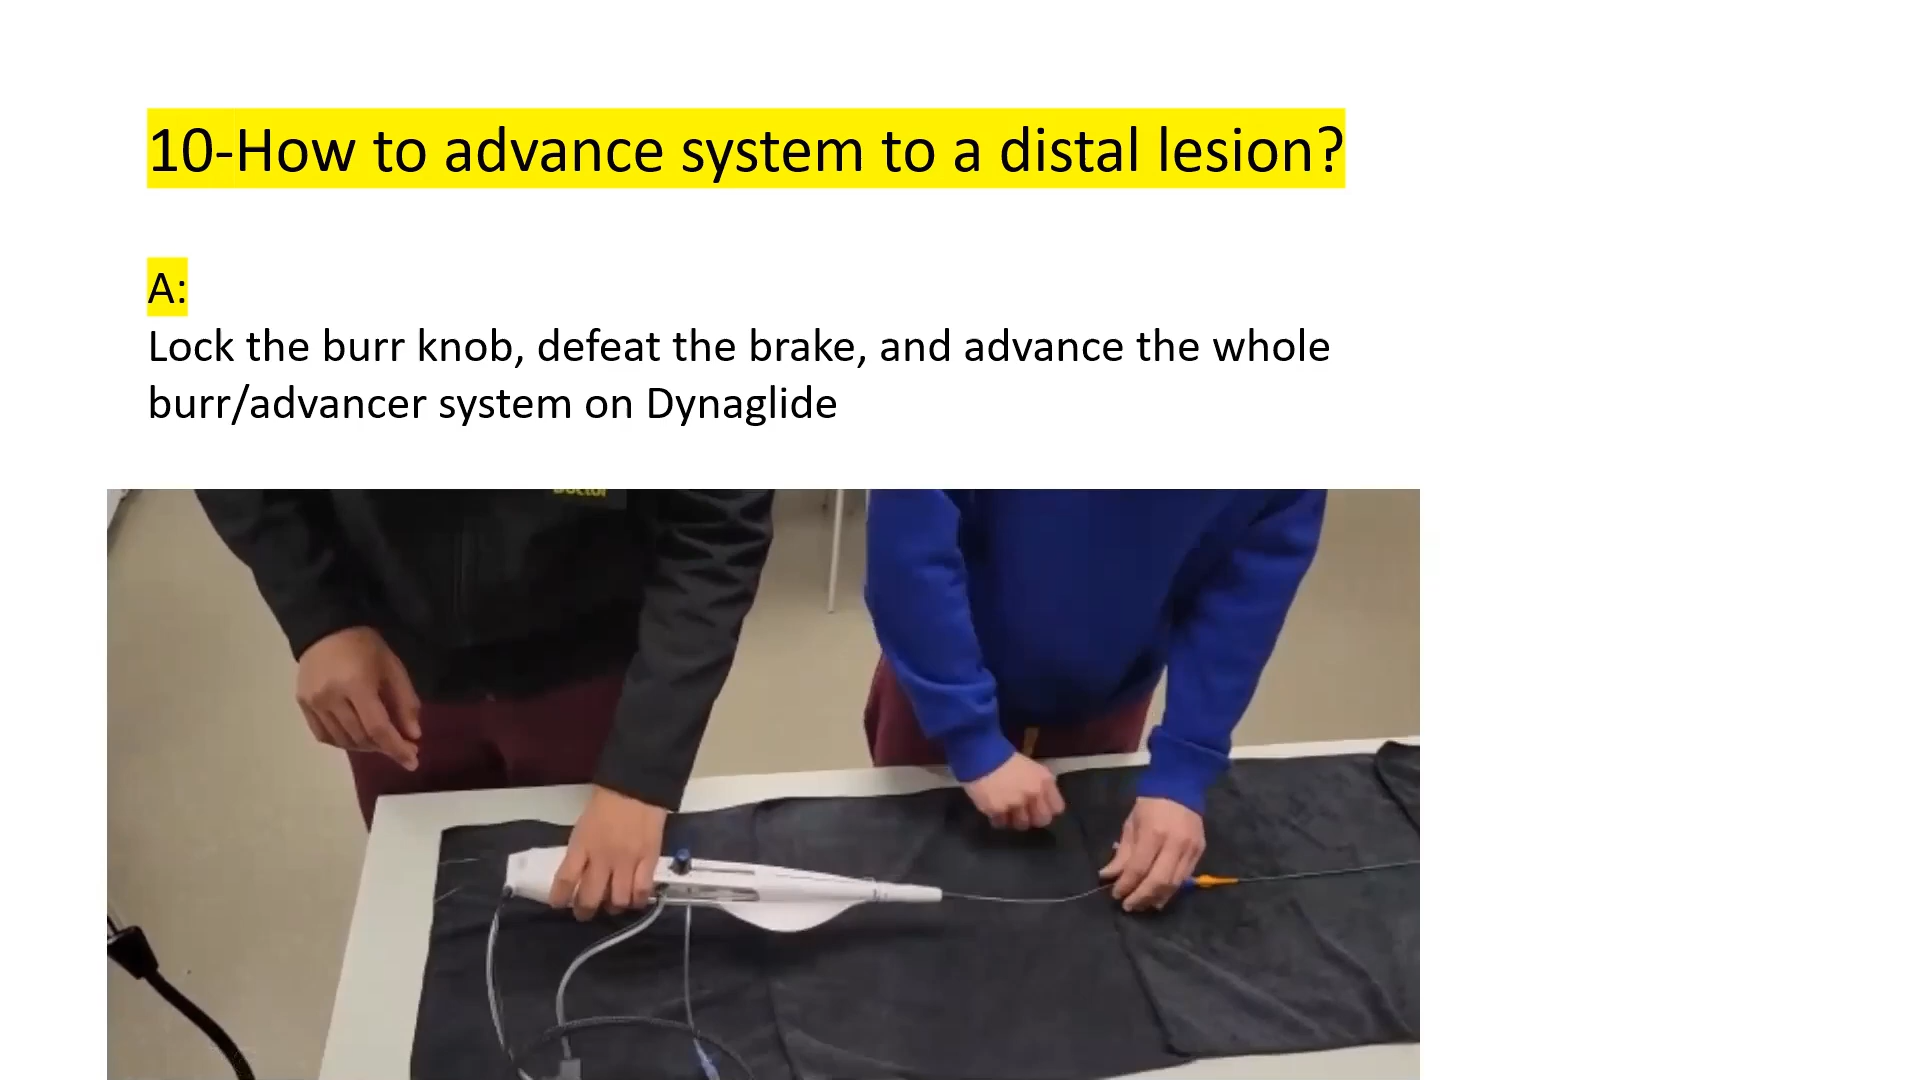 10-How to advance system to a distal lesion?
A:
Lock the burr knob, defeat the brake, and advance the whole
burr/advancer system on Dynaglide
Doctor